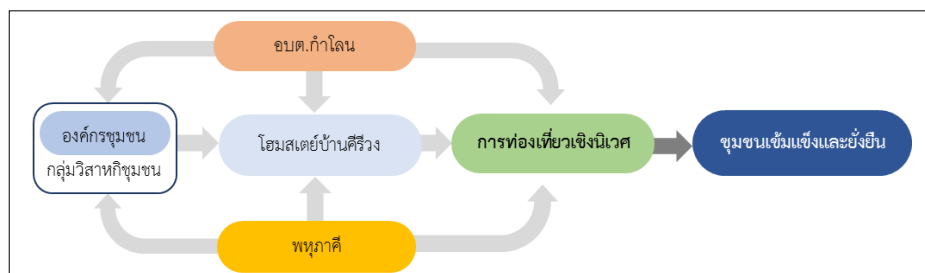 อบต.กำโลน
องค์กรชุมชน
กลุ่มวิสาหกิชุมชน
โฮมสเตย์บ้านคีรีวง
การท่องเที่ยวเชิงนิเวศ
ชุมชนเข้มแข็งและยั่งยืน
พหุภาคี